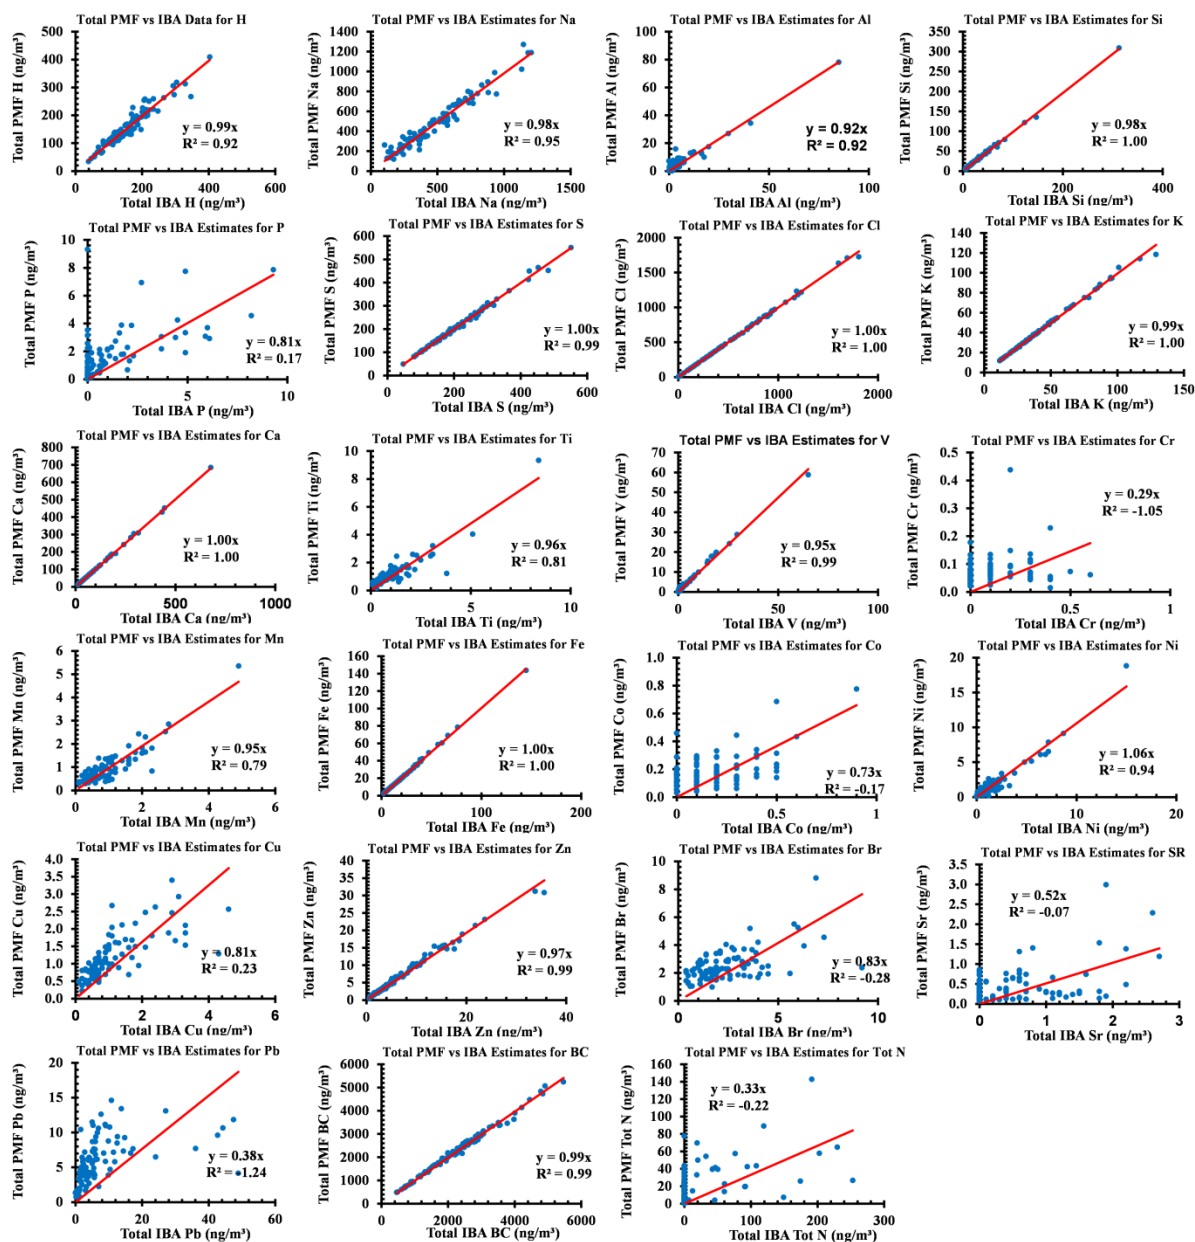 Total PMF vs IBA Data for H
Total PMF H (ng/m³)
500
400
300
200
100
0
y = 0.99x
R² = 0.92
0 200 400 600
Total IBA H (ng/m³)
Total PMF vs IBA Estimates for Na
Total PMF Na (ng/m³)
1400
1200
1000
800
600
400
200
0
y = 0.98x
R² = 0.95
0 500 1000 1500
Total IBA Na (ng/m³)
Total PMF vs IBA Estimates for Al
Total PMF Al (ng/m³)
100
80
60
40
20
0
y = 0.92x
R² = 0.92
0 50 100
Total IBA Al (ng/m³)
Total PMF vs IBA Estimates for Si
Total PMF Si (ng/m³)
350
300
250
200
150
100
50
0
y = 0.98x
R² = 1.00
0 200 400
Total IBA Si (ng/m³)
Total PMF vs IBA Estimates for P
Total PMF P (ng/m³)
10
8
6
4
2
0
y = 0.81x
R² = 0.17
0 5 10
Total IBA P (ng/m³)
Total PMF vs IBA Estimates for S
Total PMF S (ng/m³)
600
500
400
300
200
100
0
y = 1.00x
R² = 0.99
0 200 400 600
Total IBA S (ng/m³)
Total PMF vs IBA Estimates for Cl
Total PMF Cl (ng/m³)
2000
1500
1000
500
0
y = 1.00x
R² = 1.00
0 1000 2000
Total IBA Cl (ng/m³)
Total PMF vs IBA Estimates for K
Total PMF K (ng/m³)
140
120
100
80
60
40
20
0
y = 0.99x
R² = 1.00
0 50 100 150
Total IBA K (ng/m³)
Total PMF vs IBA Estimates for Ca
Total PMF Ca (ng/m³)
800
700
600
500
400
300
200
100
0
y = 1.00x
R² = 1.00
0 500 1000
Total IBA Ca (ng/m³)
Total PMF vs IBA Estimates for Ti
Total PMF Ti (ng/m³)
10
8
6
4
2
0
y = 0.96x
R² = 0.81
0 5 10
Total IBA Ti (ng/m³)
Total PMF vs IBA Estimates for V
Total PMF V (ng/m³)
70
60
50
40
30
20
10
0
y = 0.95x
R² = 0.99
0 50 100
Total IBA V (ng/m³)
Total PMF vs IBA Estimates for Cr
Total PMF Cr (ng/m³)
0.5
0.4
0.3
0.2
0.1
0.0
y = 0.29x
R² = -1.05
0 0.5 1
Total IBA Cr (ng/m³)
Total PMF vs IBA Estimates for Mn
Total PMF Mn (ng/m³)
6
5
4
3
2
1
0
y = 0.95x
R² = 0.79
0 2 4 6
Total IBA Mn (ng/m³)
Total PMF vs IBA Estimates for Fe
Total PMF Fe (ng/m³)
160
140
120
100
80
60
40
20
0
y = 1.00x
R² = 1.00
0 100 200
Total IBA Fe (ng/m³)
Total PMF vs IBA Estimates for Co
Total PMF Co (ng/m³)
1.0
0.8
0.6
0.4
0.2
0.0
y = 0.73x
R² = -0.17
0 0.5 1
Total IBA Co (ng/m³)
Total PMF vs IBA Estimates for Ni
Total PMF Ni (ng/m³)
20
15
10
5
0
y = 1.06x
R² = 0.94
0 10 20
Total IBA Ni (ng/m³)
Total PMF vs IBA Estimates for Cu
Total PMF Cu (ng/m³)
4.0
3.5
3.0
2.5
2.0
1.5
1.0
0.5
0.0
y = 0.81x
R² = 0.23
0 2 4 6
Total IBA Cu (ng/m³)
Total PMF vs IBA Estimates for Zn
Total PMF Zn (ng/m³)
40
35
30
25
20
15
10
5
0
y = 0.97x
R² = 0.99
0 20 40
Total IBA Zn (ng/m³)
Total PMF vs IBA Estimates for Br
Total PMF Br (ng/m³)
10
8
6
4
2
0
y = 0.83x
R² = -0.28
0 5 10
Total IBA Br (ng/m³)
Total PMF vs IBA Estimates for SR
Total PMF Sr (ng/m³)
3.5
3.0
2.5
2.0
1.5
1.0
0.5
0.0
y = 0.52x
R² = -0.07
0 1 2 3
Total IBA Sr (ng/m³)
Total PMF vs IBA Estimates for Pb
Total PMF Pb (ng/m³)
20
15
10
5
0
y = 0.38x
R² = -1.24
0 20 40 60
Total IBA Pb (ng/m³)
Total PMF vs IBA Estimates for BC
Total PMF BC (ng/m³)
6000
5000
4000
3000
2000
1000
0
y = 0.99x
R² = 0.99
0 2000 4000 6000
Total IBA BC (ng/m³)
Total PMF vs IBA Estimates for Tot N
Total PMF Tot N (ng/m³)
160
140
120
100
80
60
40
20
0
y = 0.33x
R² = -0.22
0 100 200 300
Total IBA Tot N (ng/m³)